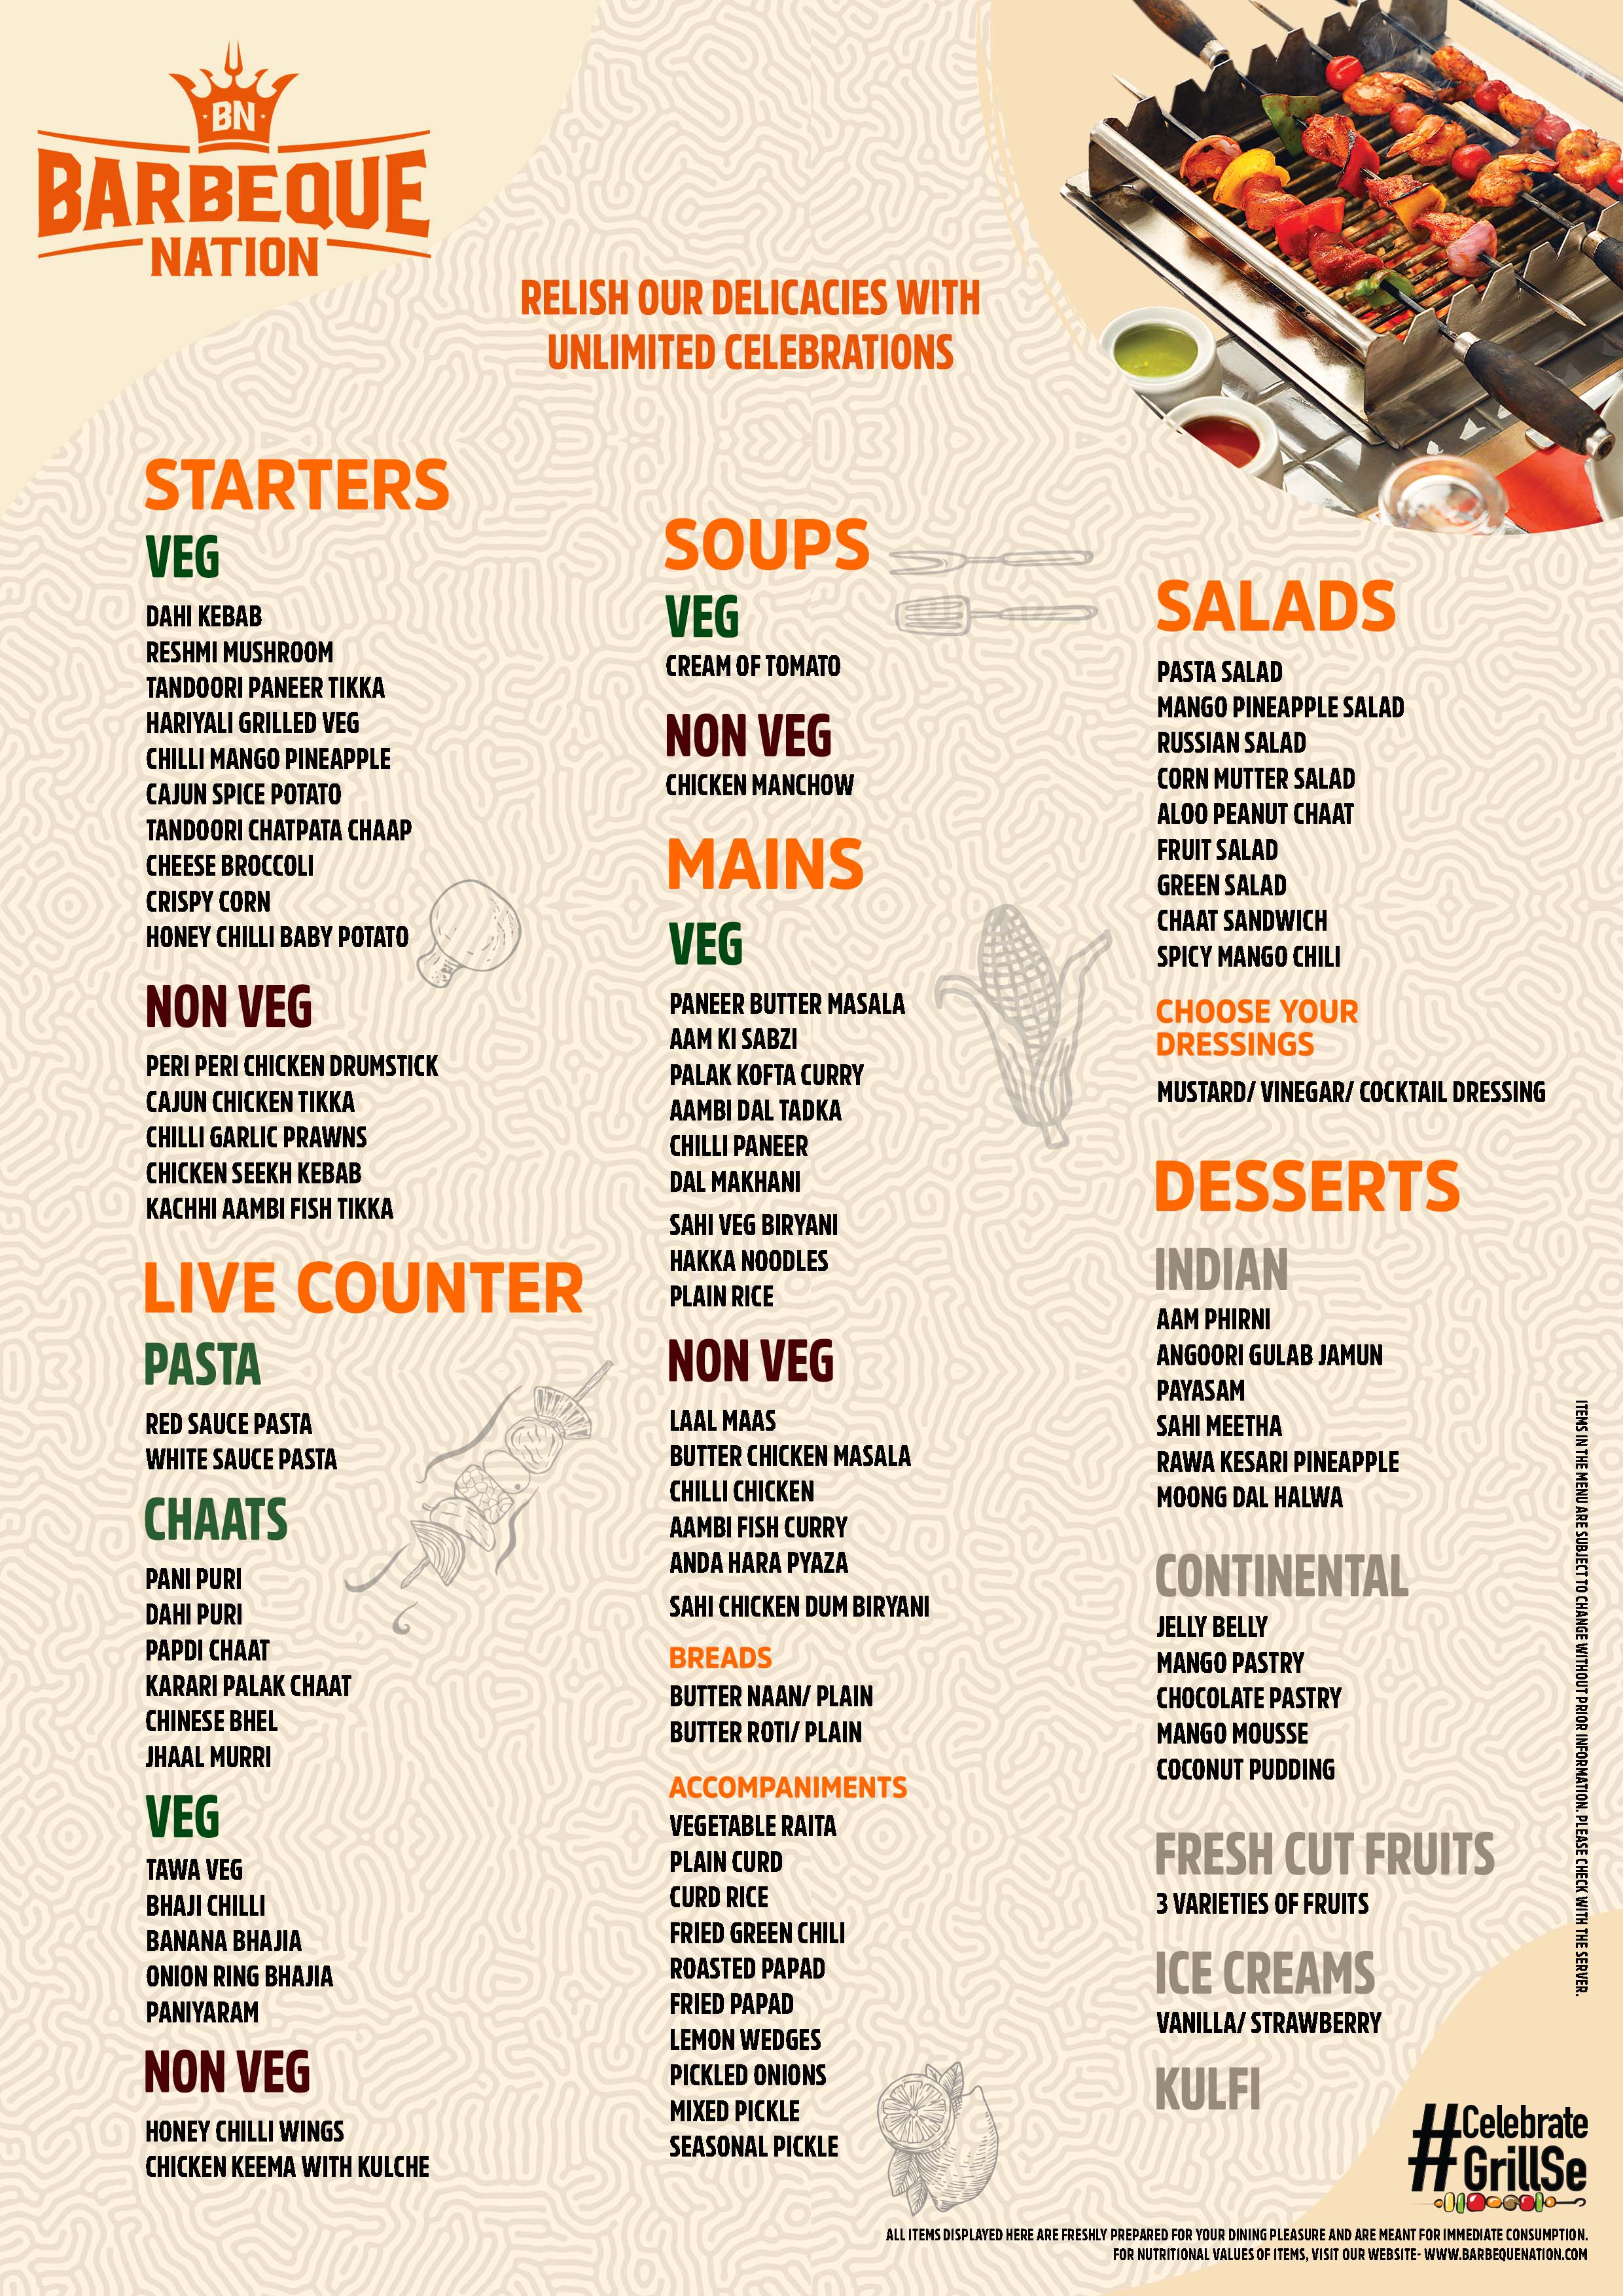 BN
BARBEQUE
NATION
RELISH OUR DELICACIES WITH
UNLIMITED CELEBRATIONS
STARTERS
VEG
DAHI KEBAB
RESHMI MUSHROOM
TANDOORI PANEER TIKKA
HARIYALI GRILLED VEG
CHILLI MANGO PINEAPPLE
CAJUN SPICE POTATO
TANDOORI CHATPATA CHAAP
CHEESE BROCCOLI
CRISPY CORN
HONEY CHILLI BABY POTATO
NON VEG
PERI PERI CHICKEN DRUMSTICK
CAJUN CHICKEN TIKKA
CHILLI GARLIC PRAWNS
CHICKEN SEEKH KEBAB
KACHHI AAMBI FISH TIKKA
LIVE COUNTER
PASTA
RED SAUCE PASTA
WHITE SAUCE PASTA
CHAATS
PANI PURI
DAHI PURI
PAPDI CHAAT
KARARI PALAK CHAAT
CHINESE BHEL
JHAAL MURRI
VEG
TAWA VEG
BHAJI CHILLI
BANANA BHAJIA
ONION RING BHAJIA
PANIYARAM
NON VEG
HONEY CHILLI WINGS
CHICKEN KEEMA WITH KULCHE
SOUPS
VEG
CREAM OF TOMATO
NON VEG
CHICKEN MANCHOW
MAINS
VEG
PANEER BUTTER MASALA
AAM KI SABZI
PALAK KOFTA CURRY
AAMBI DAL TADKA
CHILLI PANEER
DAL MAKHANI
SAHI VEG BIRYANI
HAKKA NOODLES
PLAIN RICE
NON VEG
LAAL MAAS
BUTTER CHICKEN MASALA
CHILLI CHICKEN
AAMBI FISH CURRY
ANDA HARA PYAZA
SAHI CHICKEN DUM BIRYANI
BREADS
BUTTER NAAN/ PLAIN
BUTTER ROTI/ PLAIN
ACCOMPANIMENTS
VEGETABLE RAITA
PLAIN CURD
CURD RICE
FRIED GREEN CHILI
ROASTED PAPAD
FRIED PAPAD
LEMON WEDGES
PICKLED ONIONS
MIXED PICKLE
SEASONAL PICKLE
SALADS
PASTA SALAD
MANGO PINEAPPLE SALAD
RUSSIAN SALAD
CORN MUTTER SALAD
ALOO PEANUT CHAAT
FRUIT SALAD
GREEN SALAD
CHAAT SANDWICH
SPICY MANGO CHILI
CHOOSE YOUR
DRESSINGS
MUSTARD/ VINEGAR/ COCKTAIL DRESSING
DESSERTS
INDIAN
AAM PHIRNI
ANGOORI GULAB JAMUN
PAYASAM
SAHI MEETHA
RAWA KESARI PINEAPPLE
MOONG DAL HALWA
CONTINENTAL
JELLY BELLY
MANGO PASTRY
CHOCOLATE PASTRY
MANGO MOUSSE
COCONUT PUDDING
FRESH CUT FRUITS
3 VARIETIES OF FRUITS
ICE CREAMS
VANILLA/ STRAWBERRY
KULFI
ITEMS IN THE MENU ARE SUBJECT TO CHANGE WITHOUT PRIOR INFORMATION. PLEASE CHECK WITH THE SERVER.
#Celebrate
GrillSe
ALL ITEMS DISPLAYED HERE ARE FRESHLY PREPARED FOR YOUR DINING PLEASURE AND ARE MEANT FOR IMMEDIATE CONSUMPTION.
FOR NUTRITIONAL VALUES OF ITEMS, VISIT OUR WEBSITE- WWW.BARBEQUENATION.COM